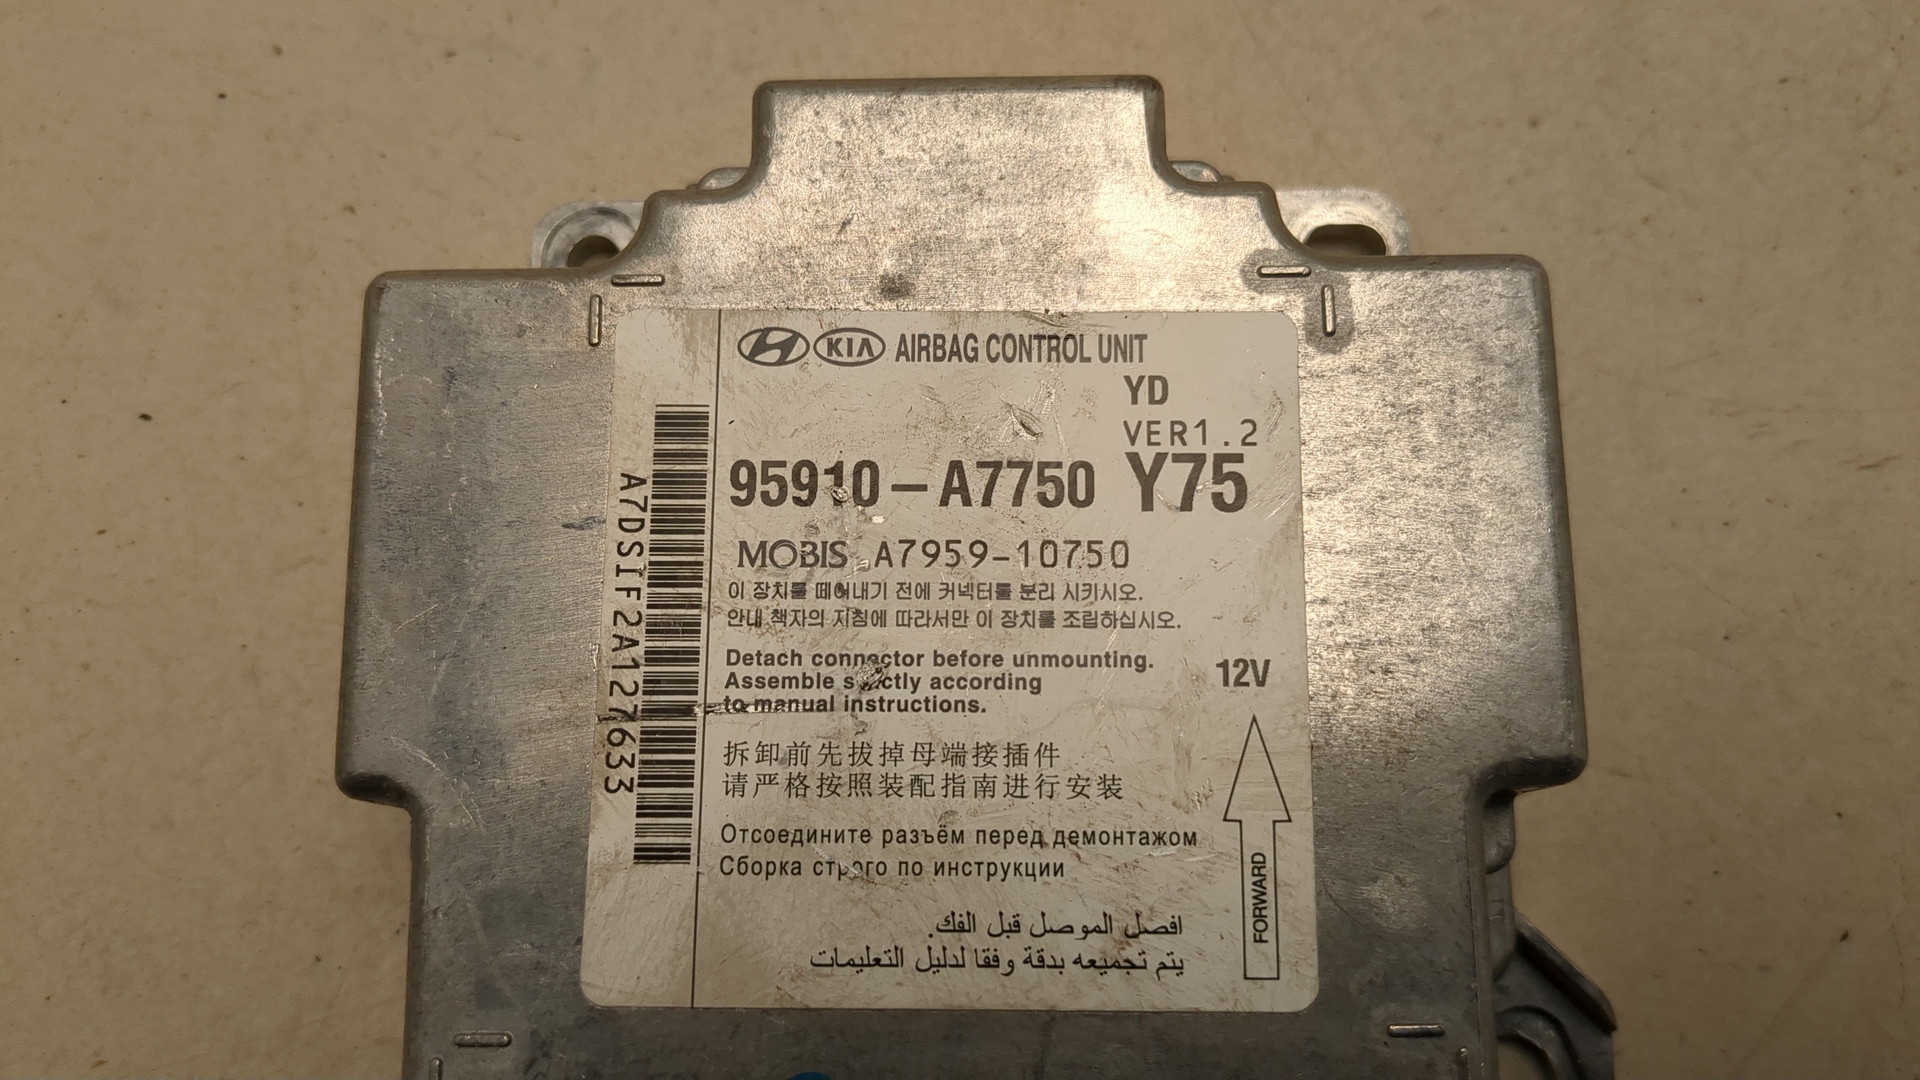 KIA AIRBAG CONTROL UNIT
YD
VER1.2
95910-A7750 Y75
MOBIS A7959-10750
이 장치를 떼어내기 전에 커넥터를 분리 시키시오.
안내 책자의 지침에 따라서만 이 장치를 조립하십시오.
Detach connector before unmounting.
Assemble strictly according
to manual instructions.
12V
拆卸前先拔掉母端接插件
请严格按照装配指南进行安装
Отсоедините разъём перед демонтажом
Сборка строго по инструкции
افصل الموصل قبل الفك.
يتم تجميعه بدقة وفقا لدليل التعليمات
FORWARD
A7DSIF2A127633